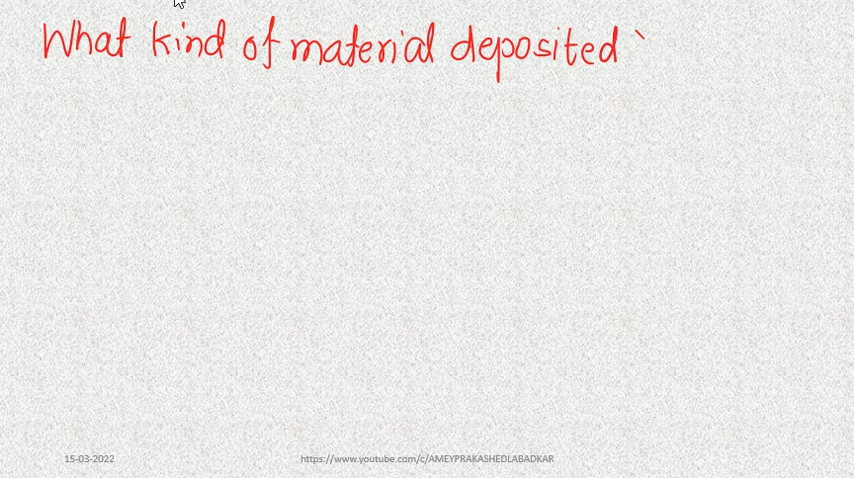 What kind of material deposited
15-03-2022
https://www.youtube.com/c/AMEYPRAKASHEDLABADKAR